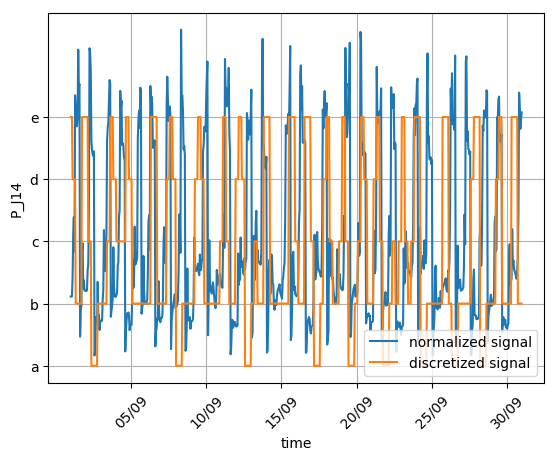 e
d
c
b
a
P_J14
normalized signal
discretized signal
05/09
10/09
15/09
20/09
25/09
30/09
time